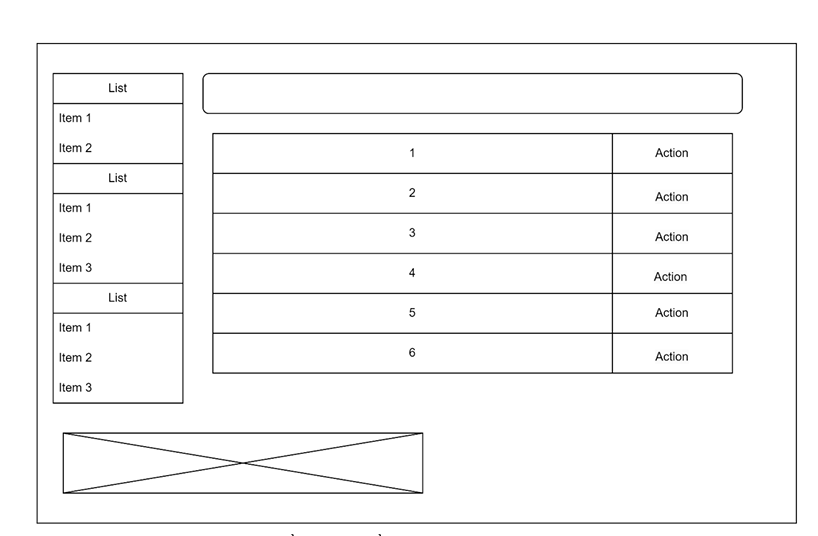 List
Item 1
Item 2
List
Item 1
Item 2
Item 3
List
Item 1
Item 2
Item 3
1 Action
2 Action
3 Action
4 Action
5 Action
6 Action